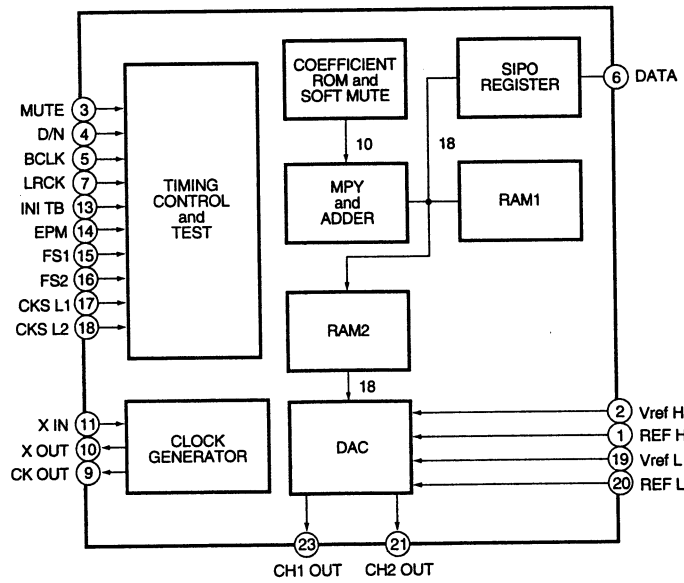 COEFFICIENT
ROM and
SOFT MUTE
SIPO
REGISTER
6 DATA
MUTE 3
D/N 4
BCLK 5
LRCK 7
INI TB 13
EPM 14
FS1 15
FS2 16
CKS L1 17
CKS L2 18
TIMING
CONTROL
and
TEST
10
18
MPY
and
ADDER
RAM1
RAM2
18
X IN 11
X OUT 10
CK OUT 9
CLOCK
GENERATOR
DAC
2 Vref H
1 REF H
19 Vref L
20 REF L
23
21
CH1 OUT
CH2 OUT